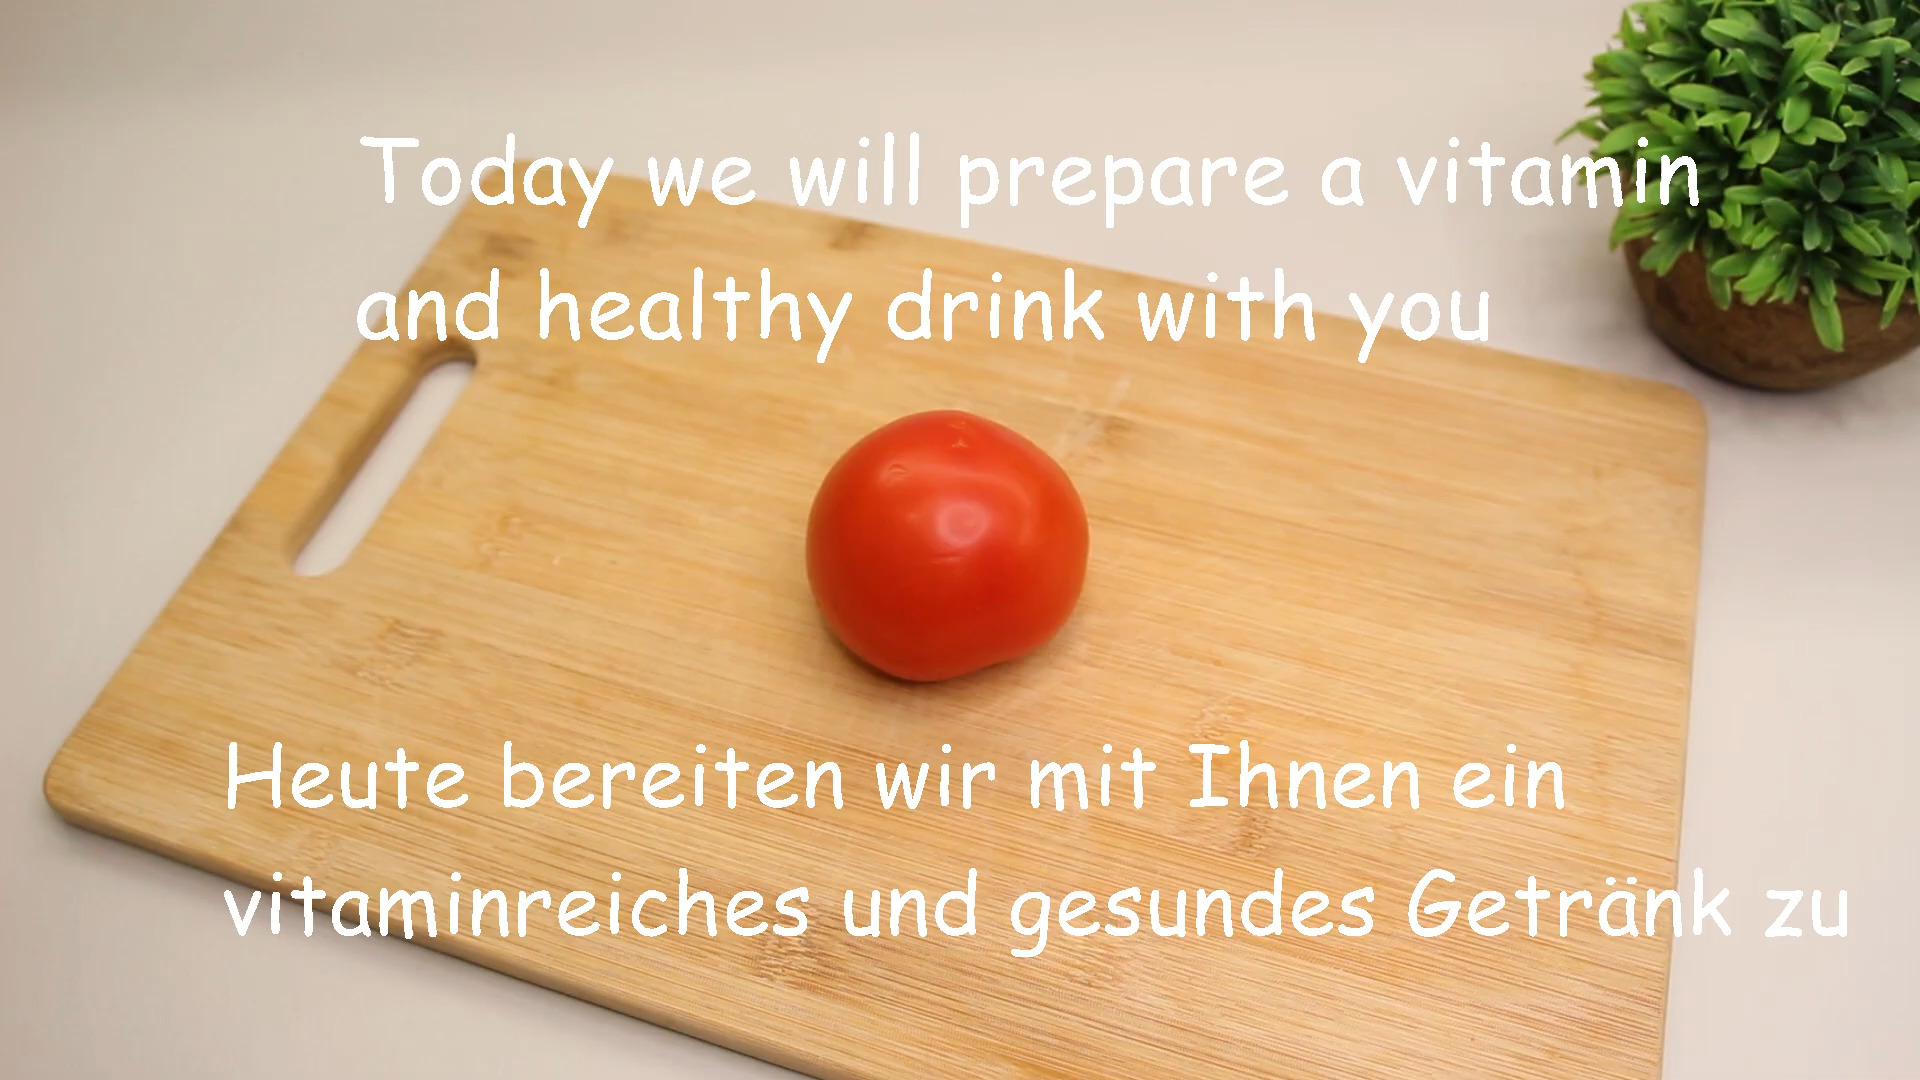 Today we will prepare a vitamin
and healthy drink with you
Heute bereiten wir mit Ihnen ein
vitaminreiches und gesundes Getränk zu